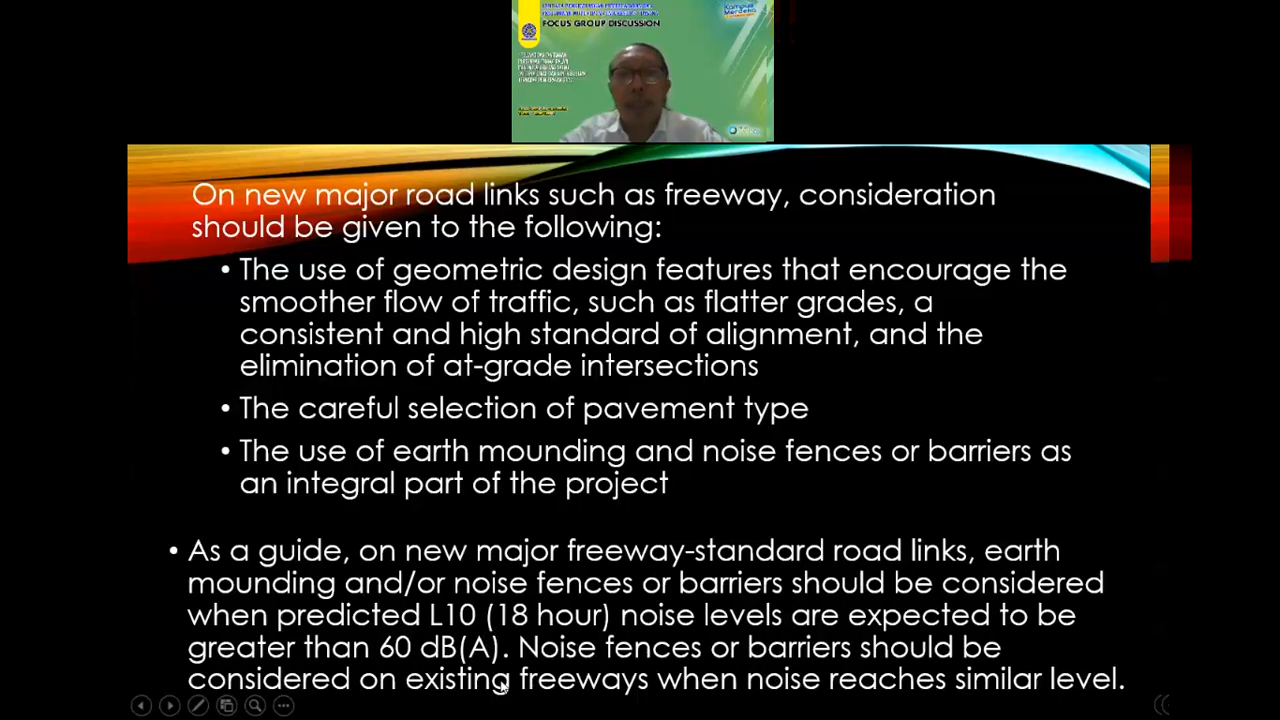 FOCUS GROUP DISCUSSION
Kampus
Merdeka
On new major road links such as freeway, consideration
should be given to the following:
• The use of geometric design features that encourage the
smoother flow of traffic, such as flatter grades, a
consistent and high standard of alignment, and the
elimination of at-grade intersections
• The careful selection of pavement type
• The use of earth mounding and noise fences or barriers as
an integral part of the project
• As a guide, on new major freeway-standard road links, earth
mounding and/or noise fences or barriers should be considered
when predicted L10 (18 hour) noise levels are expected to be
greater than 60 dB(A). Noise fences or barriers should be
considered on existing freeways when noise reaches similar level.